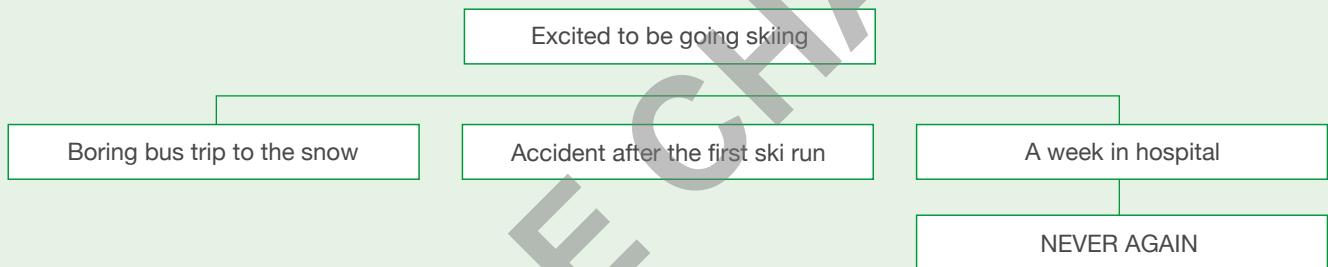 Excited to be going skiing
Boring bus trip to the snow
Accident after the first ski run
A week in hospital
NEVER AGAIN